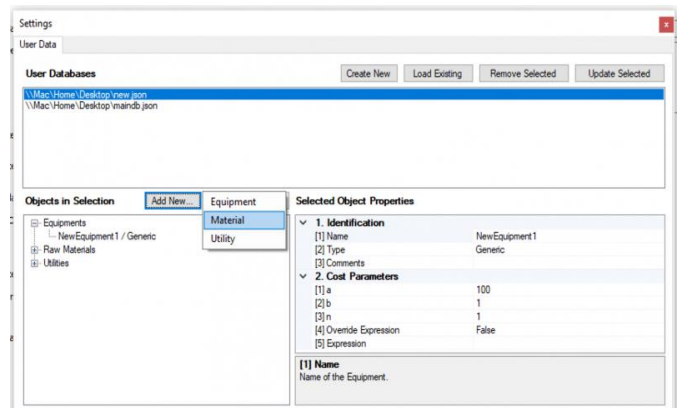 Settings
x
User Data
User Databases
Create New
Load Existing
Remove Selected
Update Selected
\\Mac\Home\Desktop\new.json
\\Mac\Home\Desktop\maindb.json
Objects in Selection
Add New...
Equipment
Material
Utility
Equipments
NewEquipment1 / Generic
Raw Materials
Utilities
Selected Object Properties
1. Identification
[1] Name NewEquipment1
[2] Type Generic
[3] Comments
2. Cost Parameters
[1] a 100
[2] b 1
[3] n 1
[4] Override Expression False
[5] Expression
[1] Name
Name of the Equipment.